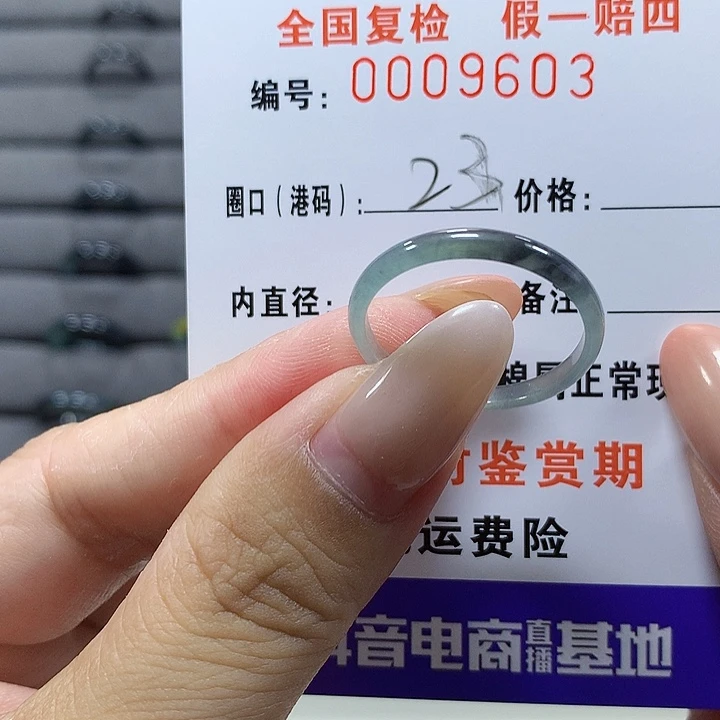 全国复检 假一赔四
编号: 0009603
圈口(港码): 23 价格:
内直径: 备注
棉属正常现
鉴赏期
运费险
音电商直播基地